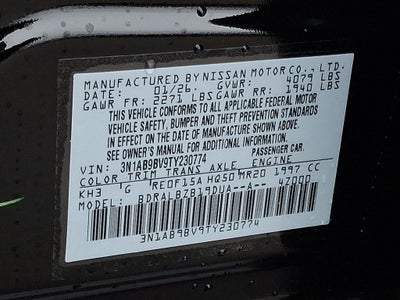 MANUFACTURED BY NISSAN MOTOR CO., LTD.
DATE: 01/26. GVWR: 4079 LBS
GAWR FR: 2271 LBS GAWR RR: 1940 LBS
THIS VEHICLE CONFORMS TO ALL APPLICABLE FEDERAL MOTOR
VEHICLE SAFETY, BUMPER AND THEFT PREVENTION STANDARDS
IN EFFECT ON THE DATE OF MANUFACTURE SHOWN ABOVE.
SEE OWNER'S MANUAL FOR ADDITIONAL INFORMATION
VIN: 3N1AB9BV9TY230774 PASSENGER CAR.
COLOR TRIM TRANS AXLE ENGINE
KH3 G RE0F15A HQ50 MR20 1997 CC
MODEL: BDRALBZB19DUA--A-- 47000
3N1AB9BV9TY230774